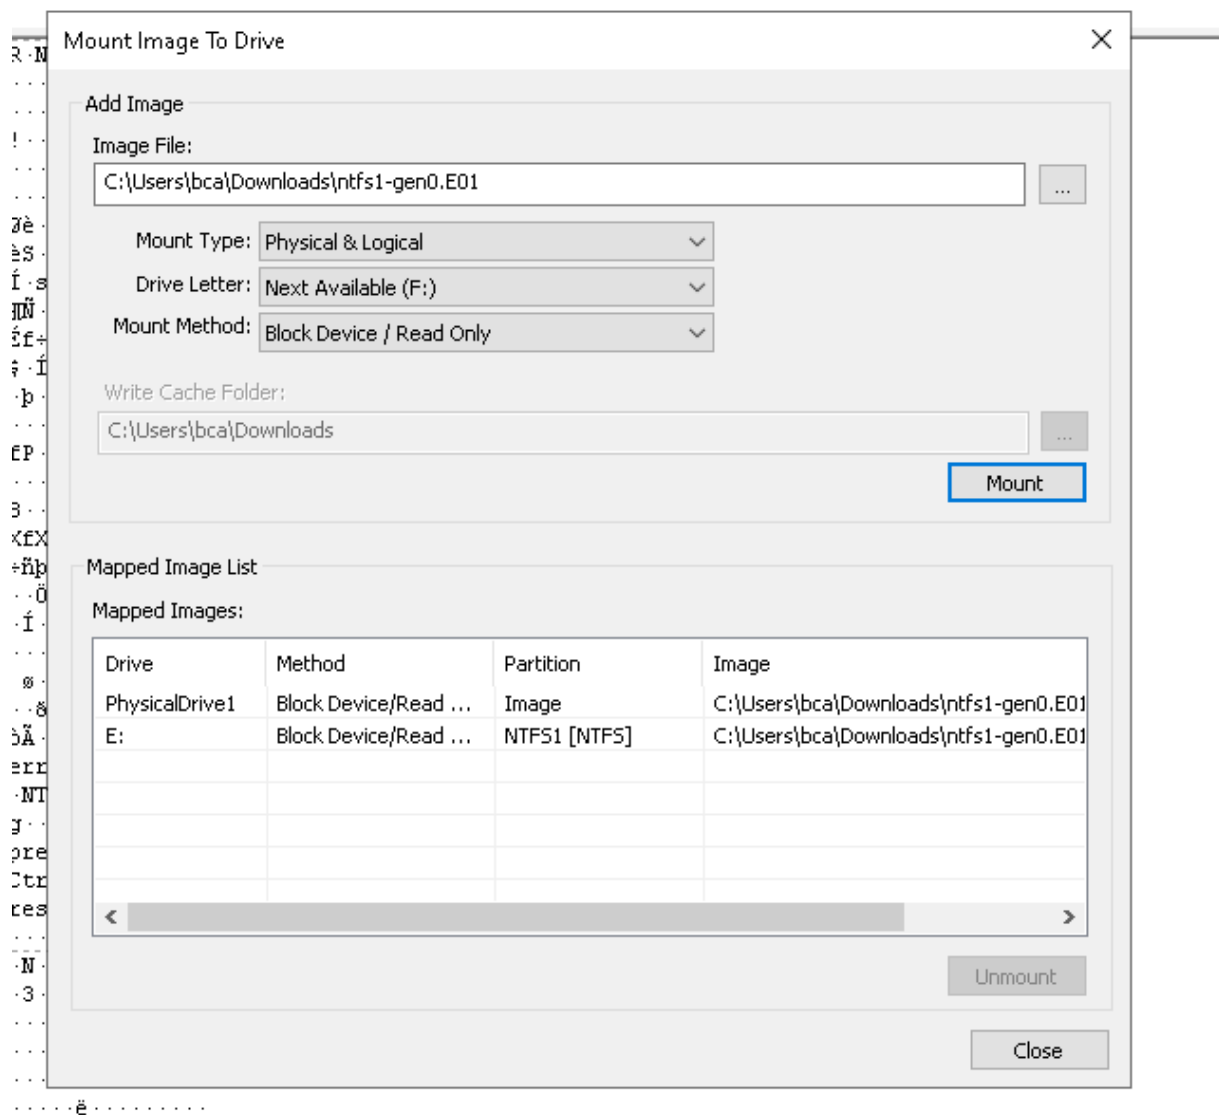 Mount Image To Drive
Add Image
Image File:
C:\Users\bca\Downloads\ntfs1-gen0.E01
...
Mount Type: Physical & Logical
Drive Letter: Next Available (F:)
Mount Method: Block Device / Read Only
Write Cache Folder:
C:\Users\bca\Downloads
...
Mount
Mapped Image List
Mapped Images:
Drive Method Partition Image
PhysicalDrive1 Block Device/Read ... Image C:\Users\bca\Downloads\ntfs1-gen0.E01
E: Block Device/Read ... NTFS1 [NTFS] C:\Users\bca\Downloads\ntfs1-gen0.E01
Unmount
Close